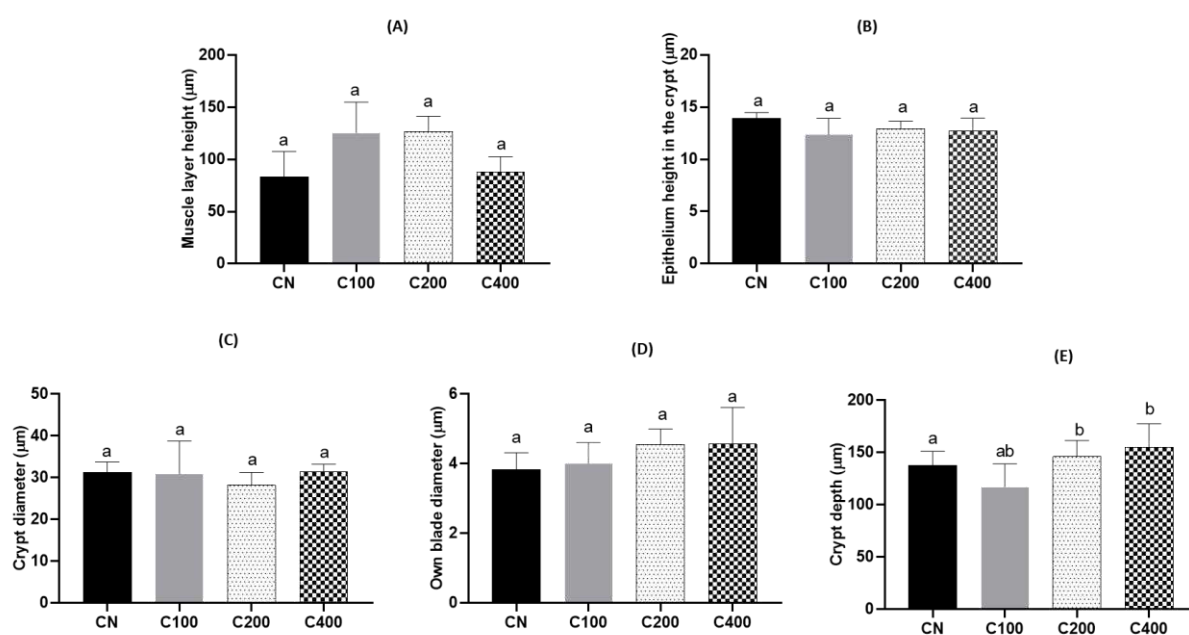 (A)
Muscle layer height (µm)
200
150
100
50
0
a
a
a
a
CN
C100
C200
C400
(B)
Epithelium height in the crypt (µm)
20
15
10
5
0
a
a
a
a
CN
C100
C200
C400
(C)
Crypt diameter (µm)
50
40
30
20
10
0
a
a
a
a
CN
C100
C200
C400
(D)
Own blade diameter (µm)
6
4
2
0
a
a
a
a
CN
C100
C200
C400
(E)
Crypt depth (µm)
200
150
100
50
0
a
ab
b
b
CN
C100
C200
C400